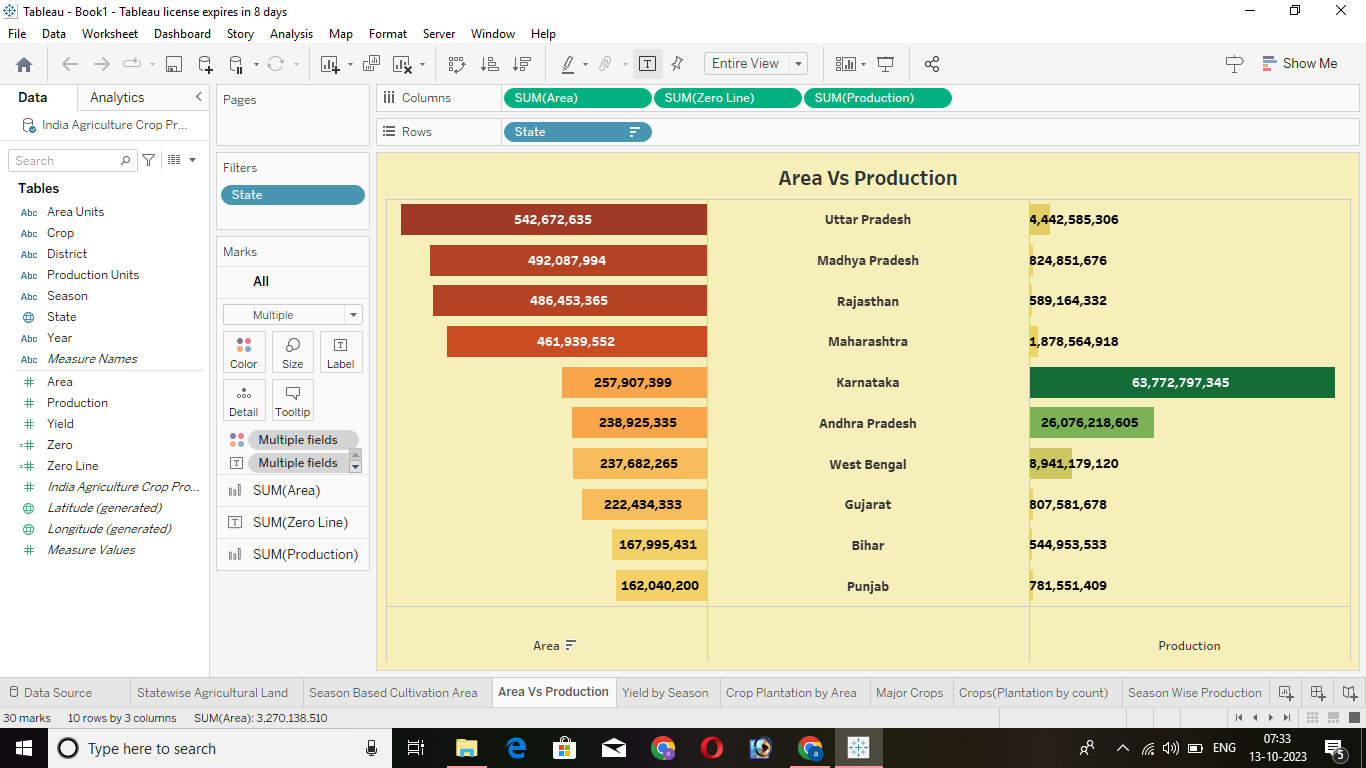 Tableau - Book1 - Tableau license expires in 8 days
File Data Worksheet Dashboard Story Analysis Map Format Server Window Help
Entire View
Show Me
Data Analytics
India Agriculture Crop Pr...
Search
Tables
Abc Area Units
Abc Crop
Abc District
Abc Production Units
Abc Season
State
Abc Year
Abc Measure Names
Area
Production
Yield
Zero
Zero Line
India Agriculture Crop Pro...
Latitude (generated)
Longitude (generated)
Measure Values
Pages
Filters
State
Marks
All
Multiple
Color Size Label
Detail Tooltip
Multiple fields
Multiple fields
SUM(Area)
SUM(Zero Line)
SUM(Production)
Columns SUM(Area) SUM(Zero Line) SUM(Production)
Rows State
Area Vs Production
542,672,635 Uttar Pradesh 4,442,585,306
492,087,994 Madhya Pradesh 824,851,676
486,453,365 Rajasthan 589,164,332
461,939,552 Maharashtra 1,878,564,918
257,907,399 Karnataka 63,772,797,345
238,925,335 Andhra Pradesh 26,076,218,605
237,682,265 West Bengal 8,941,179,120
222,434,333 Gujarat 807,581,678
167,995,431 Bihar 544,953,533
162,040,200 Punjab 781,551,409
Area Production
Data Source Statewise Agricultural Land Season Based Cultivation Area Area Vs Production Yield by Season Crop Plantation by Area Major Crops Crops(Plantation by count) Season Wise Production
30 marks 10 rows by 3 columns SUM(Area): 3,270,138,510
Type here to search
ENG
07:33
13-10-2023
5